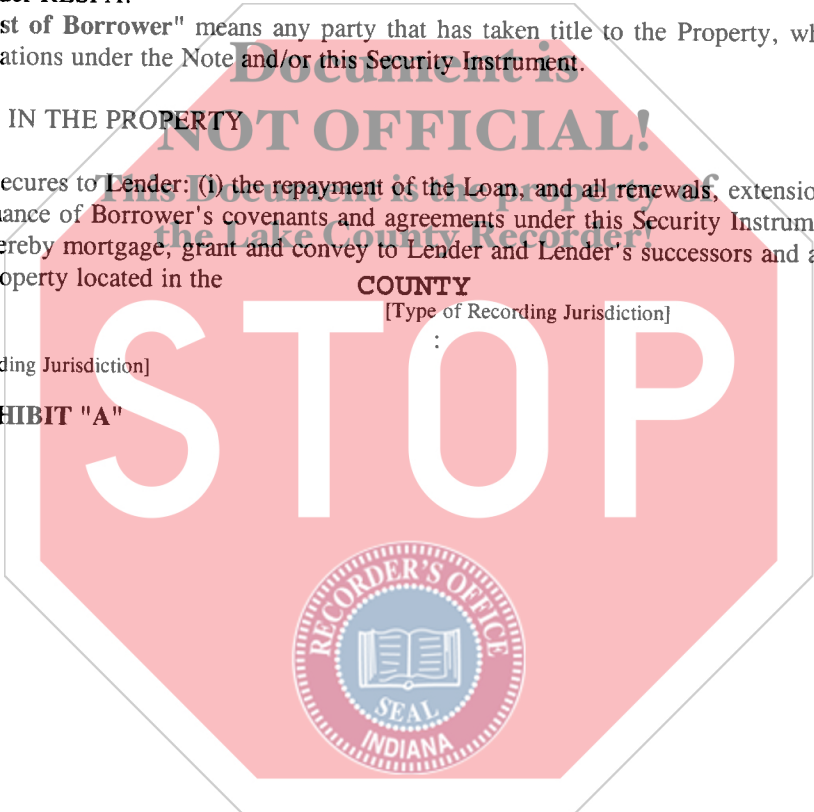 der RESPA.
st of Borrower" means any party that has taken title to the Property, wh
ations under the Note and/or this Security Instrument.
Document is
IN THE PROPERTY
NOT OFFICIAL!
ecures to Lender: (i) the repayment of the Loan, and all renewals, extensio
This Document is the property of
ance of Borrower's covenants and agreements under this Security Instrum
the Lake County Recorder!
ereby mortgage, grant and convey to Lender and Lender's successors and a
operty located in the COUNTY
[Type of Recording Jurisdiction]
:
ding Jurisdiction]
HIBIT "A"
STOP
RECORDER'S OFFICE
SEAL
INDIANA